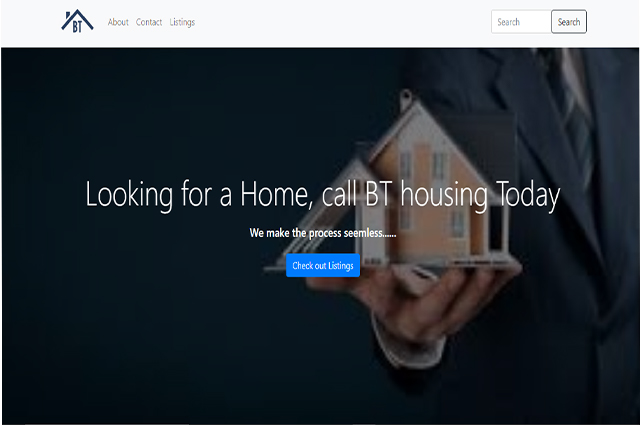 BT
About Contact Listings
Search Search
Looking for a Home, call BT housing Today
We make the process seemless......
Check out Listings